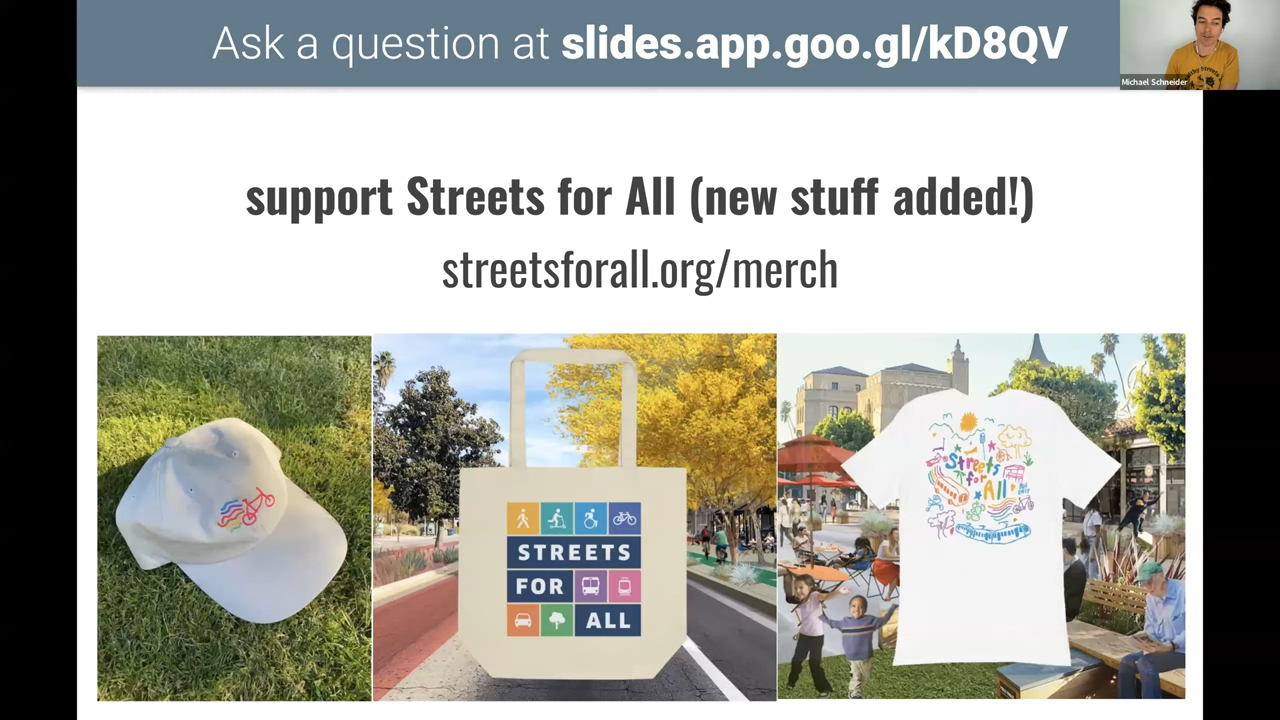 Ask a question at slides.app.goo.gl/kD8QV
Michael Schneider
support Streets for All (new stuff added!)
streetsforall.org/merch
STREETS
FOR
ALL
Streets
for
All